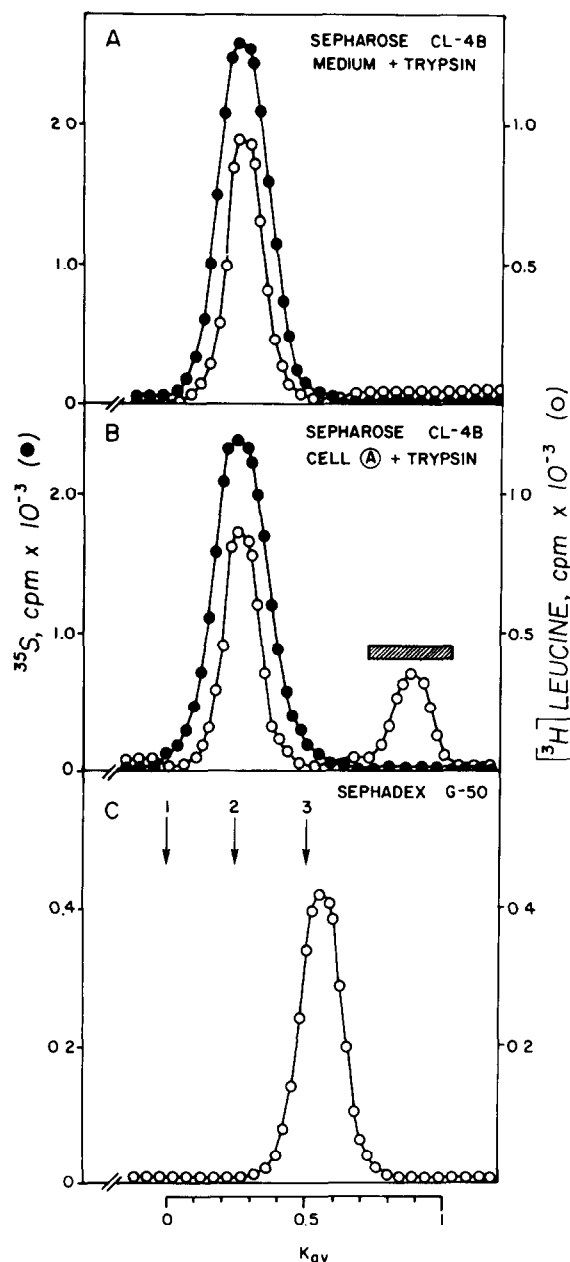 A
SEPHAROSE CL-4B
MEDIUM + TRYPSIN
2.0
1.0
0
1.0
0.5
B
SEPHAROSE CL-4B
CELL Ⓐ + TRYPSIN
2.0
1.0
0
1.0
0.5
C
SEPHADEX G-50
1
2
3
0.4
0.2
0
0.4
0.2
0
0.5
1
Kav
35S, cpm x 10-3 (●)
[3H] LEUCINE, cpm x 10-3 (○)